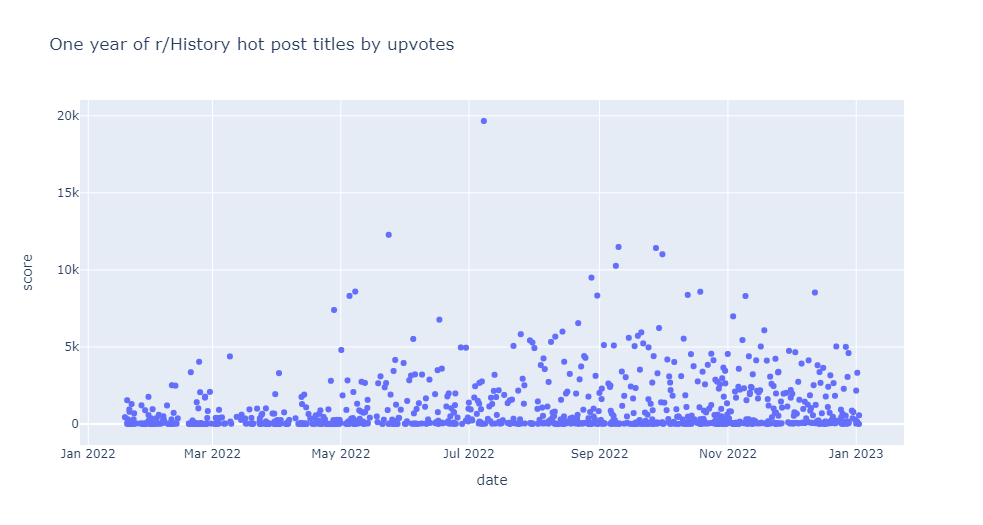 One year of r/History hot post titles by upvotes
20k
15k
10k
5k
0
score
Jan 2022 Mar 2022 May 2022 Jul 2022 Sep 2022 Nov 2022 Jan 2023
date